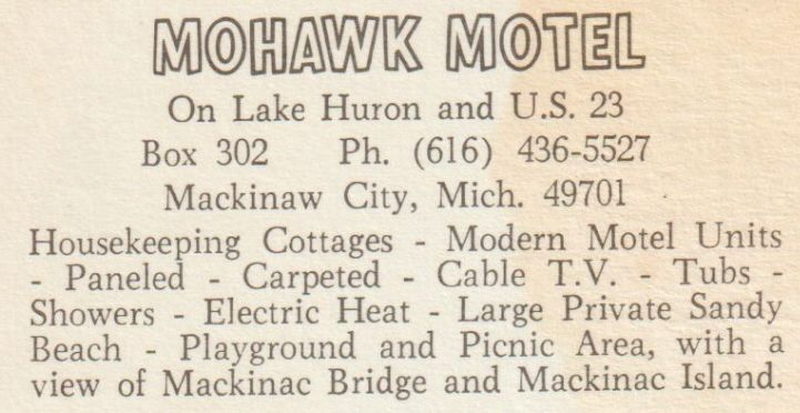 MOHAWK MOTEL
On Lake Huron and U.S. 23
Box 302 Ph. (616) 436-5527
Mackinaw City, Mich. 49701
Housekeeping Cottages - Modern Motel Units
- Paneled - Carpeted - Cable T.V. - Tubs -
Showers - Electric Heat - Large Private Sandy
Beach - Playground and Picnic Area, with a
view of Mackinac Bridge and Mackinac Island.